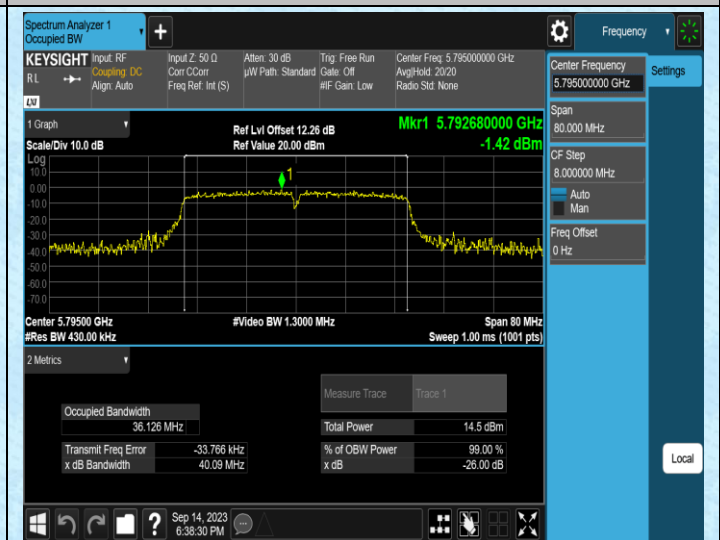 Spectrum Analyzer 1
Occupied BW
Frequency
KEYSIGHT
R L
LXI
Input: RF
Coupling: DC
Align: Auto
Input Z: 50 Ω
Corr CCorr
Freq Ref: Int (S)
Atten: 30 dB
µW Path: Standard
Trig: Free Run
Gate: Off
#IF Gain: Low
Center Freq: 5.795000000 GHz
Avg|Hold: 20/20
Radio Std: None
Center Frequency
5.795000000 GHz
Settings
Span
80.000 MHz
CF Step
8.000000 MHz
Auto
Man
Freq Offset
0 Hz
1 Graph
Scale/Div 10.0 dB
Ref Lvl Offset 12.26 dB
Ref Value 20.00 dBm
Mkr1 5.792680000 GHz
-1.42 dBm
Log
10.0
0.00
-10.0
-20.0
-30.0
-40.0
-50.0
-60.0
-70.0
1
Center 5.79500 GHz
#Res BW 430.00 kHz
#Video BW 1.3000 MHz
Span 80 MHz
Sweep 1.00 ms (1001 pts)
2 Metrics
Measure Trace Trace 1
Occupied Bandwidth
36.126 MHz
Total Power 14.5 dBm
Transmit Freq Error -33.766 kHz
% of OBW Power 99.00 %
x dB Bandwidth 40.09 MHz
x dB -26.00 dB
Local
?
Sep 14, 2023
6:38:30 PM